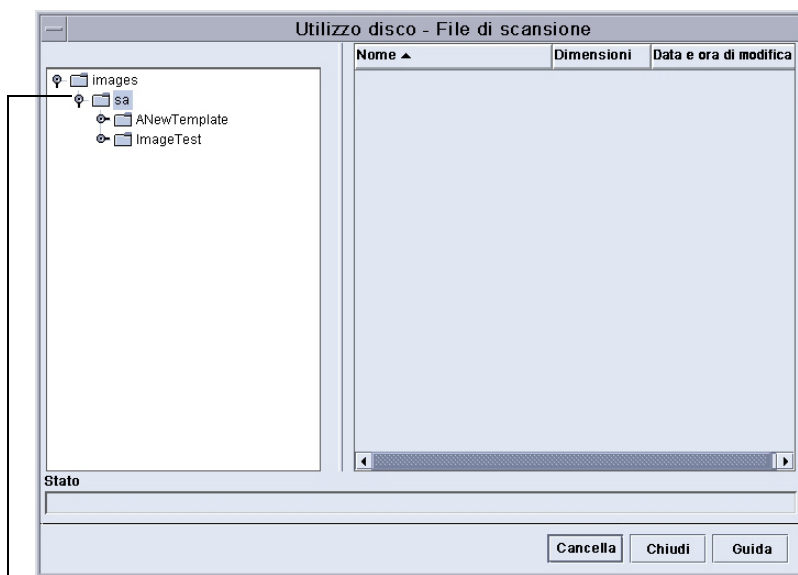 Utilizzo disco - File di scansione
Nome Dimensioni Data e ora di modifica
images
sa
ANewTemplate
ImageTest
Stato
Cancella Chiudi Guida